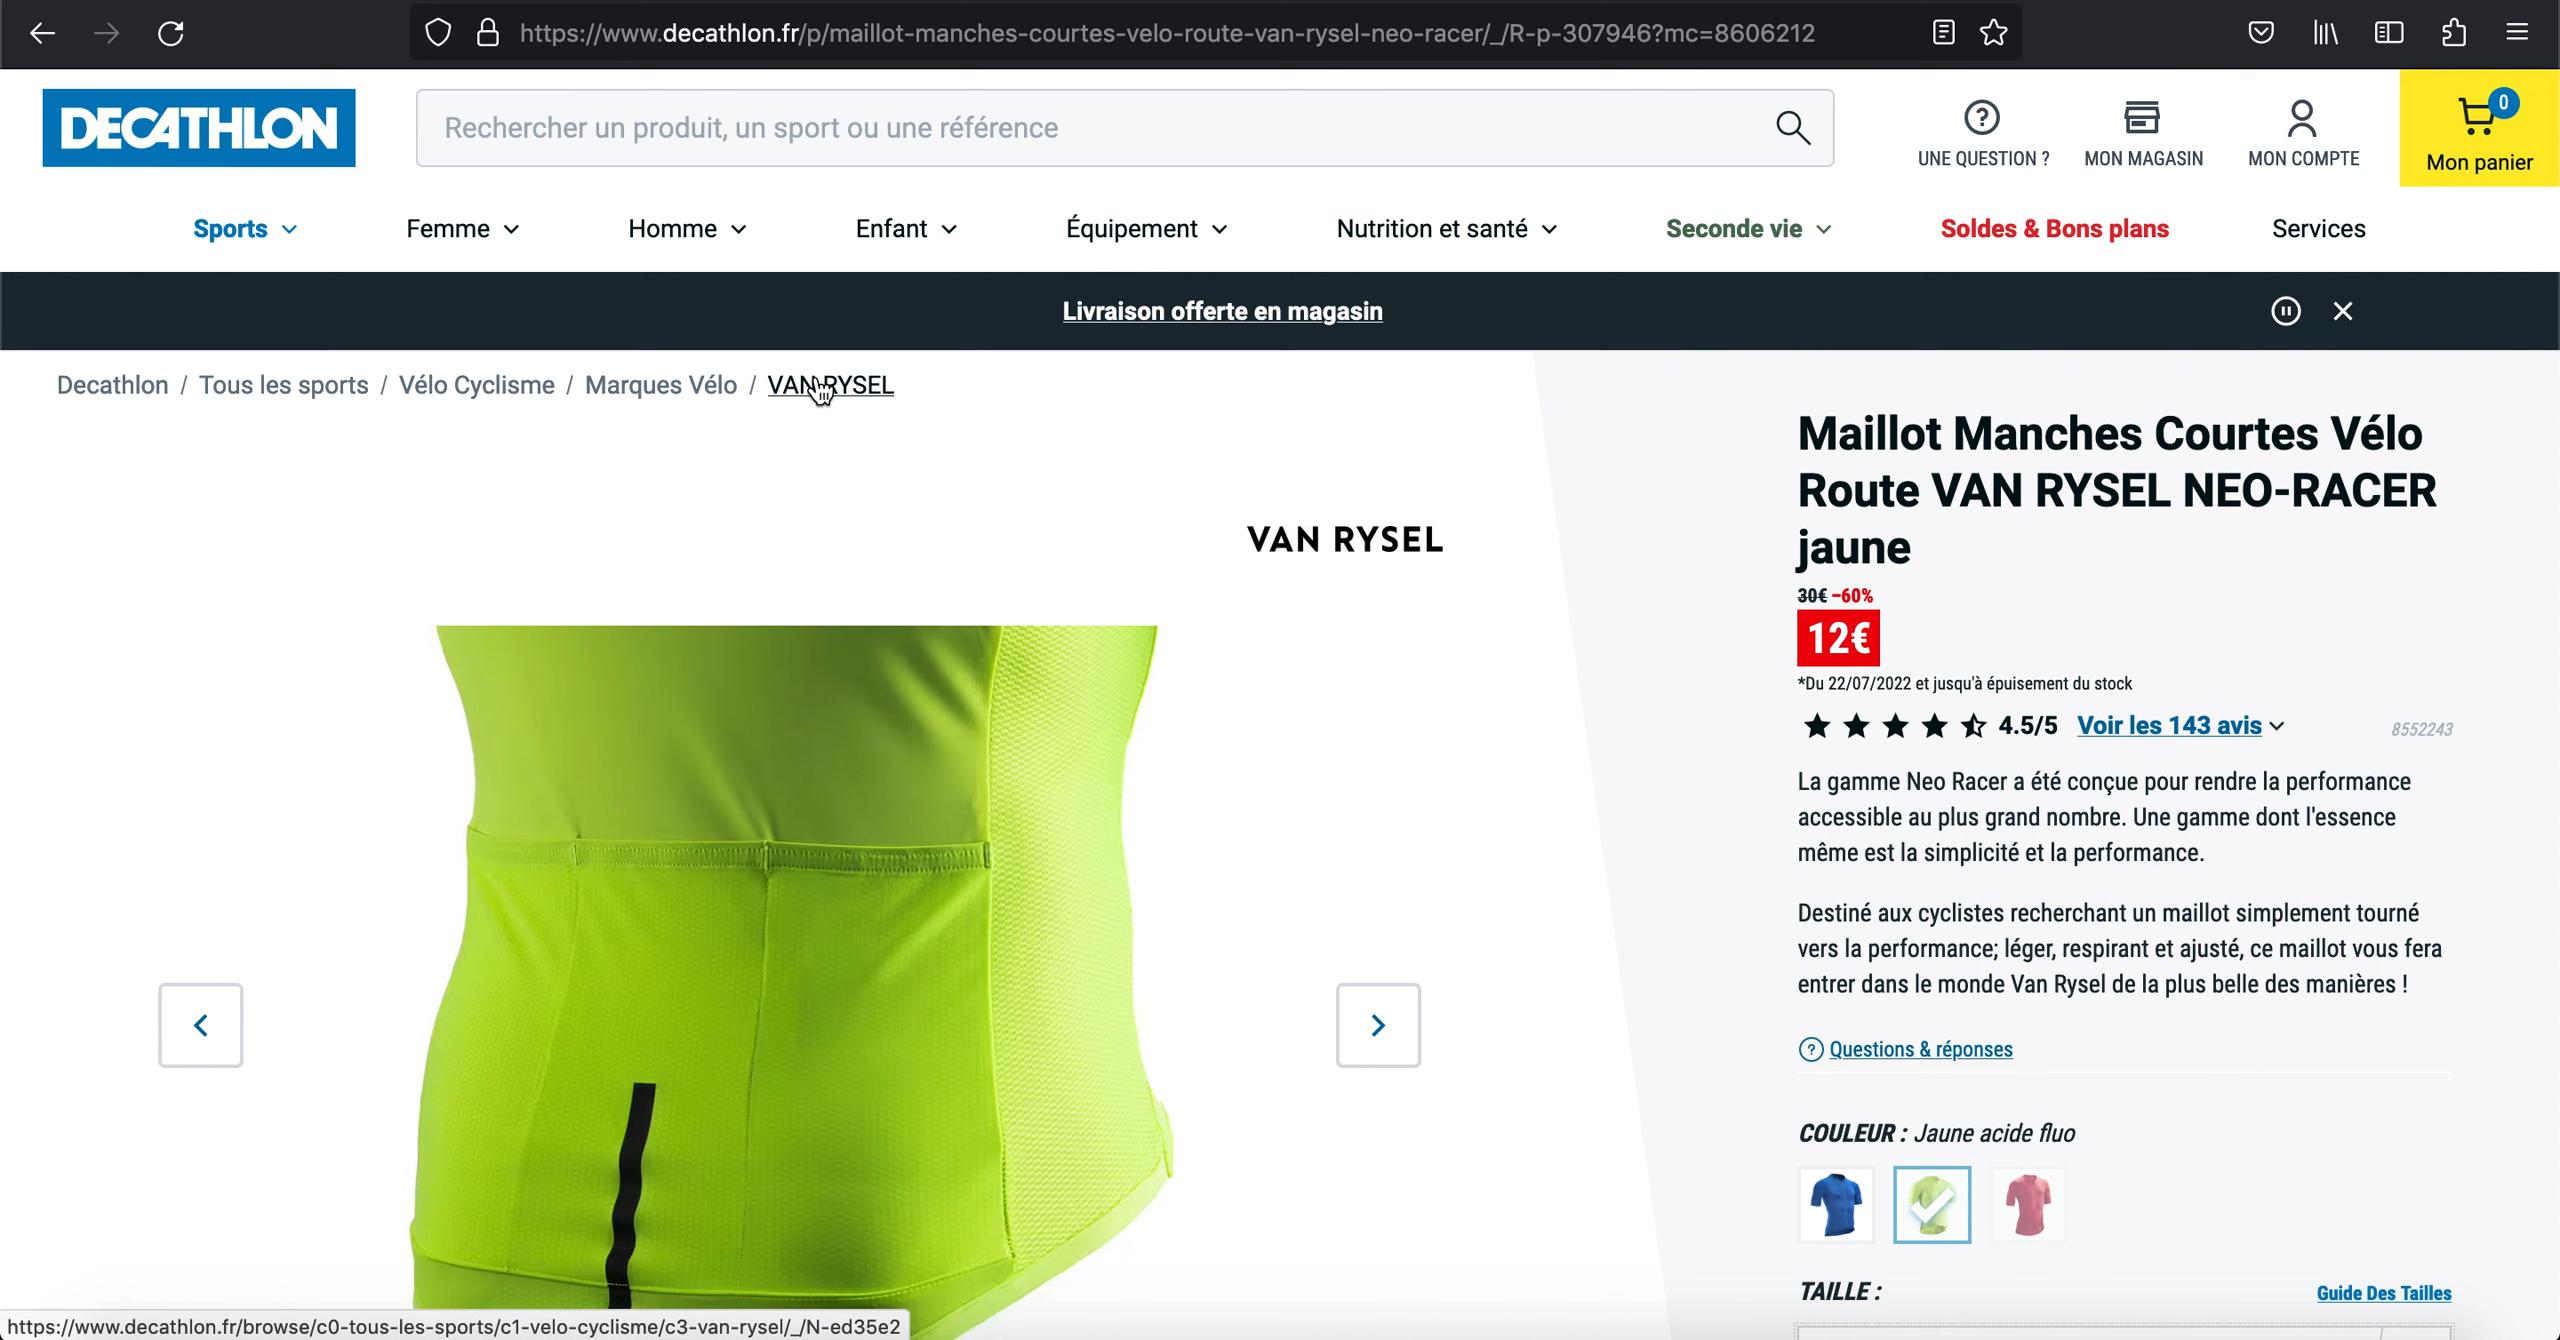 https://www.decathlon.fr/p/maillot-manches-courtes-velo-route-van-rysel-neo-racer/_/R-p-307946?mc=8606212
DECATHLON
Rechercher un produit, un sport ou une référence
UNE QUESTION ?
MON MAGASIN
MON COMPTE
0
Mon panier
Sports
Femme
Homme
Enfant
Équipement
Nutrition et santé
Seconde vie
Soldes & Bons plans
Services
Livraison offerte en magasin
Decathlon / Tous les sports / Vélo Cyclisme / Marques Vélo / VAN RYSEL
VAN RYSEL
Maillot Manches Courtes Vélo
Route VAN RYSEL NEO-RACER
jaune
30€ -60%
12€
*Du 22/07/2022 et jusqu'à épuisement du stock
4.5/5 Voir les 143 avis
8552243
La gamme Neo Racer a été conçue pour rendre la performance
accessible au plus grand nombre. Une gamme dont l'essence
même est la simplicité et la performance.
Destiné aux cyclistes recherchant un maillot simplement tourné
vers la performance; léger, respirant et ajusté, ce maillot vous fera
entrer dans le monde Van Rysel de la plus belle des manières !
? Questions & réponses
COULEUR : Jaune acide fluo
TAILLE :
Guide Des Tailles
https://www.decathlon.fr/browse/c0-tous-les-sports/c1-velo-cyclisme/c3-van-rysel/_/N-ed35e2